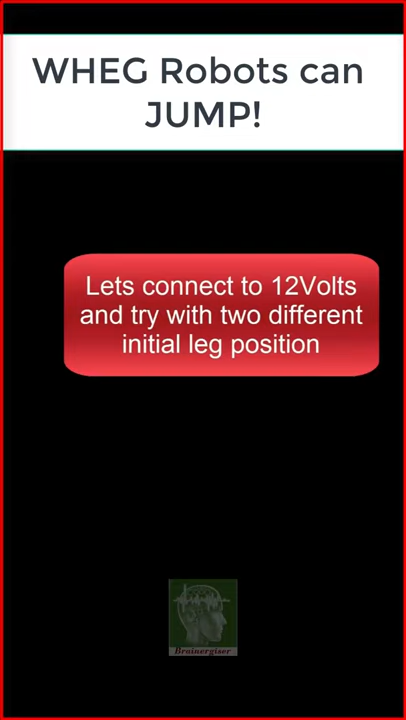 WHEG Robots can
JUMP!
Lets connect to 12Volts
and try with two different
initial leg position
Brainergiser